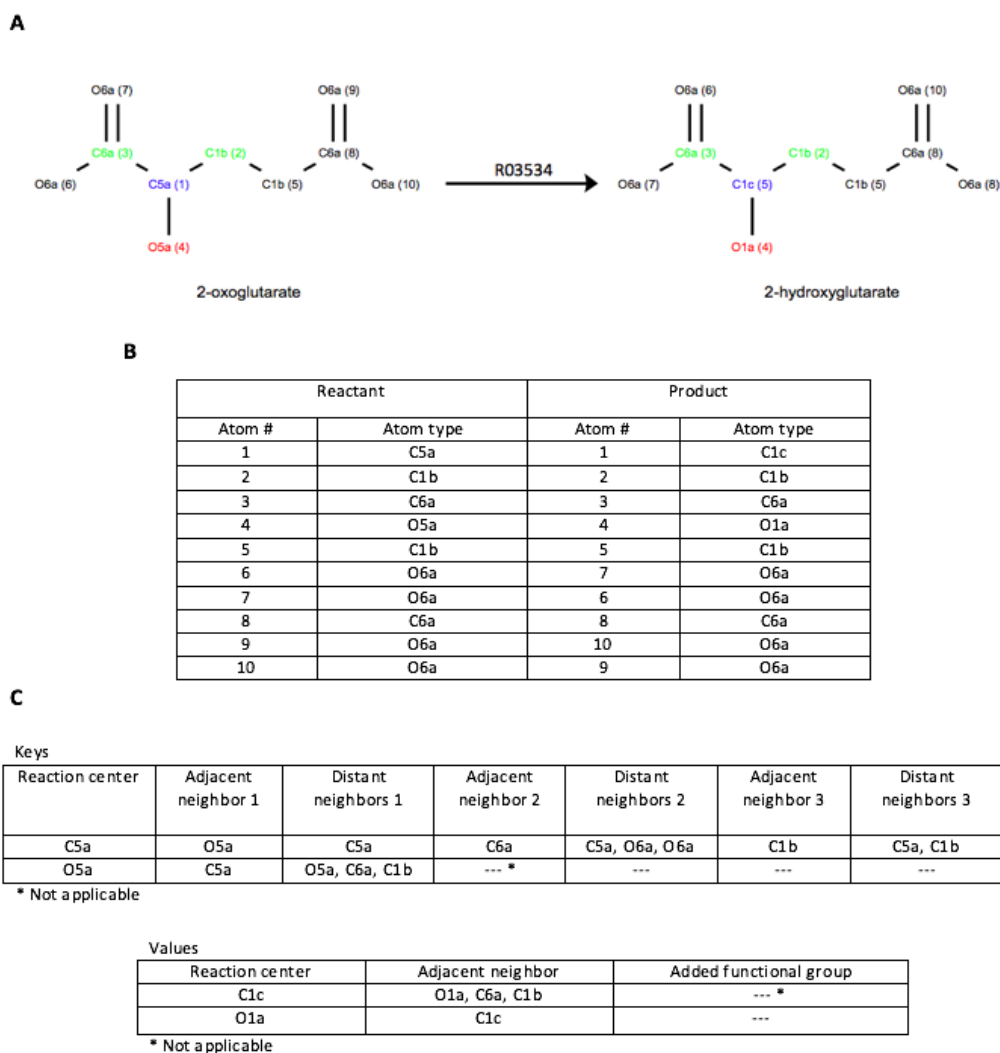 A
O6a (7) O6a (9) O6a (6) O6a (10)
C6a (3) C1b (2) C6a (8) R03534 C6a (3) C1b (2) C6a (8)
O6a (6) C5a (1) C1b (5) O6a (10) O6a (7) C1c (5) C1b (5) O6a (8)
O5a (4) O1a (4)
2-oxoglutarate 2-hydroxyglutarate
B
Reactant Product
Atom # Atom type Atom # Atom type
1 C5a 1 C1c
2 C1b 2 C1b
3 C6a 3 C6a
4 O5a 4 O1a
5 C1b 5 C1b
6 O6a 7 O6a
7 O6a 6 O6a
8 C6a 8 C6a
9 O6a 10 O6a
10 O6a 9 O6a
C
Keys
Reaction center Adjacent Distant Adjacent Distant Adjacent Distant
neighbor 1 neighbors 1 neighbor 2 neighbors 2 neighbor 3 neighbors 3
C5a O5a C5a C6a C5a, O6a, O6a C1b C5a, C1b
O5a C5a O5a, C6a, C1b --- * --- --- ---
* Not applicable
Values
Reaction center Adjacent neighbor Added functional group
C1c O1a, C6a, C1b --- *
O1a C1c ---
* Not applicable